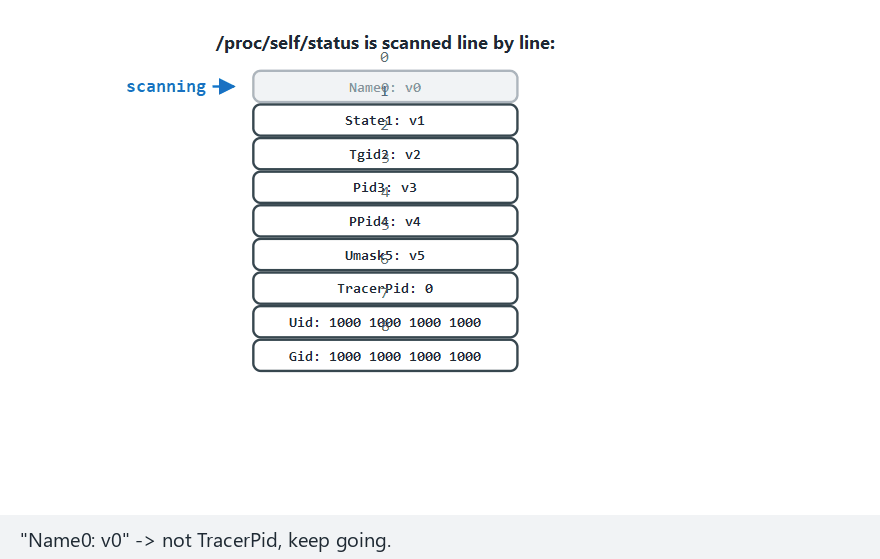 /proc/self/status is scanned line by line:
0
scanning
Name0: v0
1
State1: v1
2
Tgid2: v2
3
Pid3: v3
4
PPid4: v4
5
Umask5: v5
6
TracerPid: 0
7
Uid: 1000 1000 1000 1000
8
Gid: 1000 1000 1000 1000
"Name0: v0" -> not TracerPid, keep going.